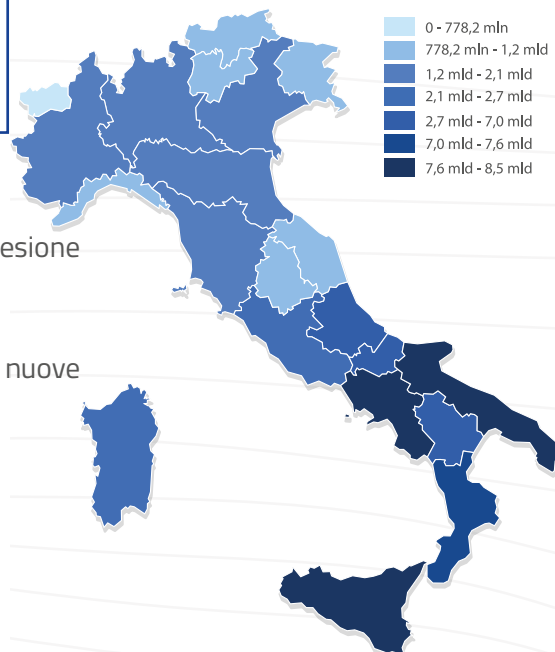 0 - 778,2 mln
778,2 mln - 1,2 mld
1,2 mld - 2,1 mld
2,1 mld - 2,7 mld
2,7 mld - 7,0 mld
7,0 mld - 7,6 mld
7,6 mld - 8,5 mld
esione
nuove